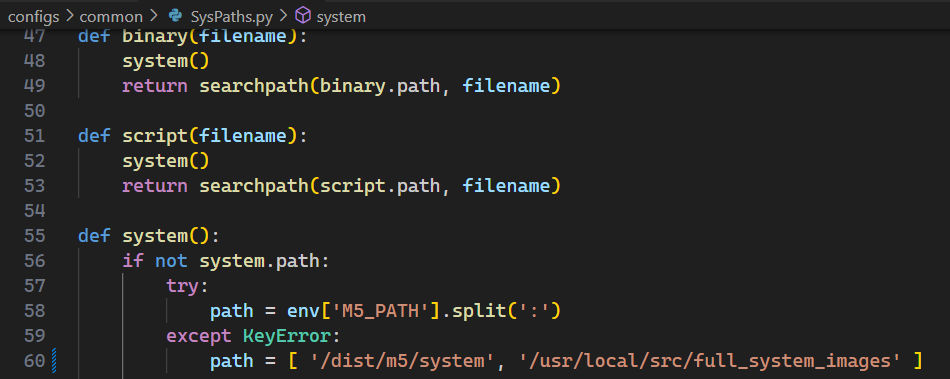 configs > common > SysPaths.py > system
47 def binary(filename):
48     system()
49     return searchpath(binary.path, filename)
50
51 def script(filename):
52     system()
53     return searchpath(script.path, filename)
54
55 def system():
56     if not system.path:
57         try:
58             path = env['M5_PATH'].split(':')
59         except KeyError:
60             path = [ '/dist/m5/system', '/usr/local/src/full_system_images' ]